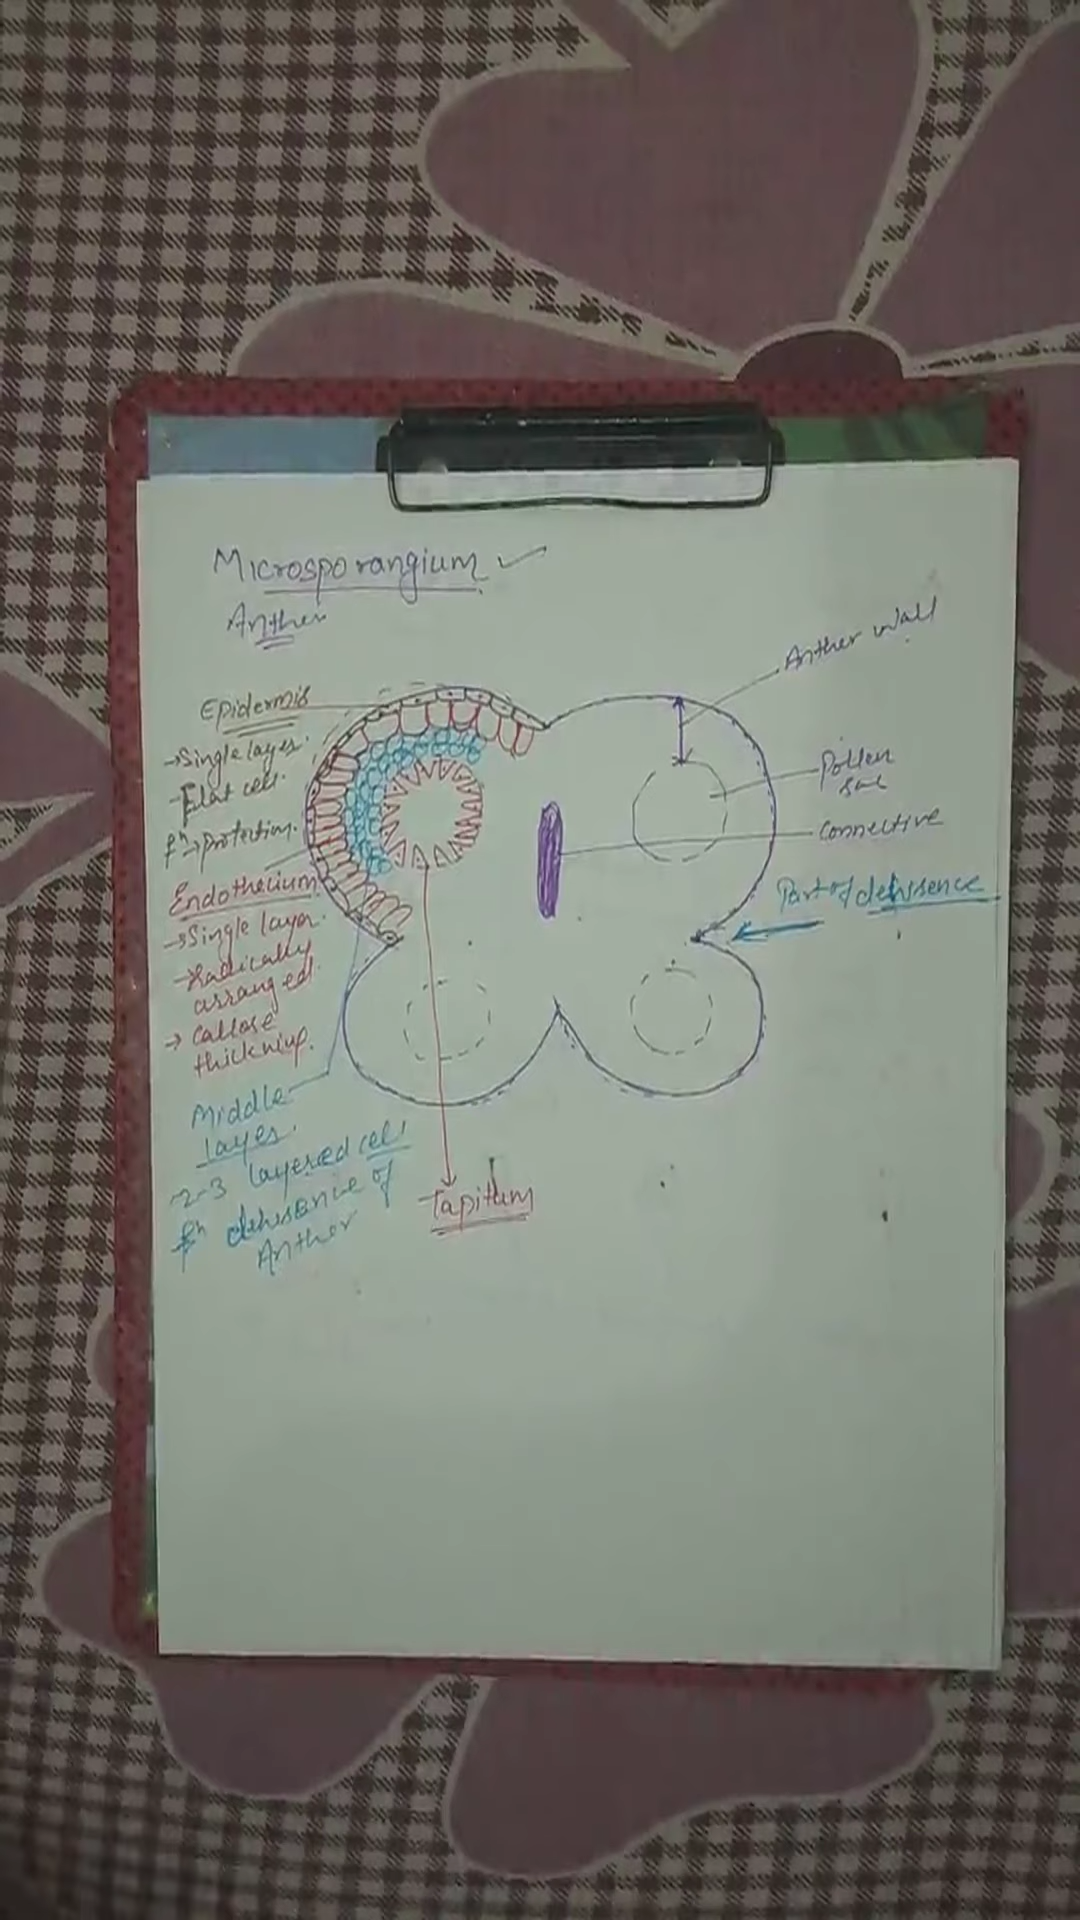 Microsporangium
Anther
Anther wall
Epidermis
→ Single layer.
- Flat cell.
fⁿ → Protection.
Pollen
sac
Connective
Part of dehisence
Endothelium
→ Single layer.
- Radically
arranged
→ Callose
thickning.
Middle
layer.
- 2-3 layered cell
fⁿ dehisence of
Anther
Tapitum